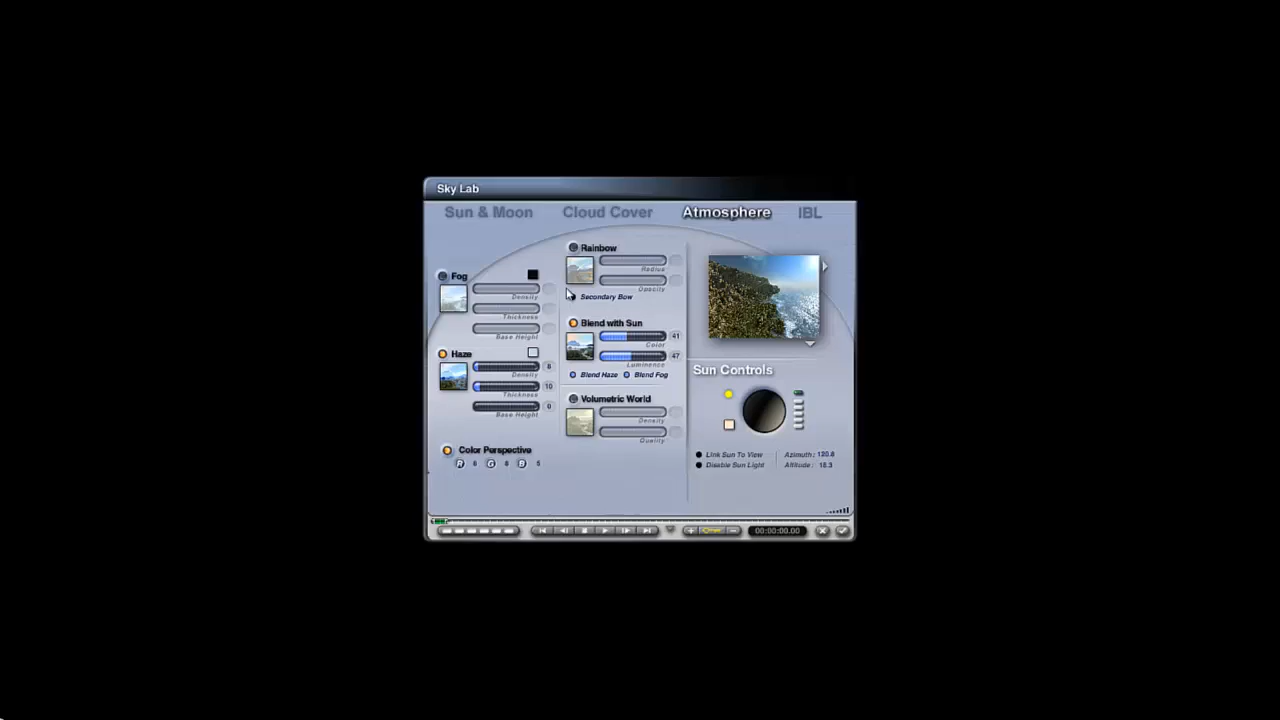 Sky Lab
Sun & Moon Cloud Cover Atmosphere IBL
Rainbow
Radius
Opacity
Secondary Bow
Fog
Density
Thickness
Base Height
Blend with Sun
41
Color
47
Luminence
Blend Haze Blend Fog
Haze
8
Density
10
Thickness
0
Base Height
Volumetric World
Density
Quality
Color Perspective
R G B
Sun Controls
Link Sun To View Azimuth: 120.6
Disable Sun Light Altitude: 18.3
00:00:00.00